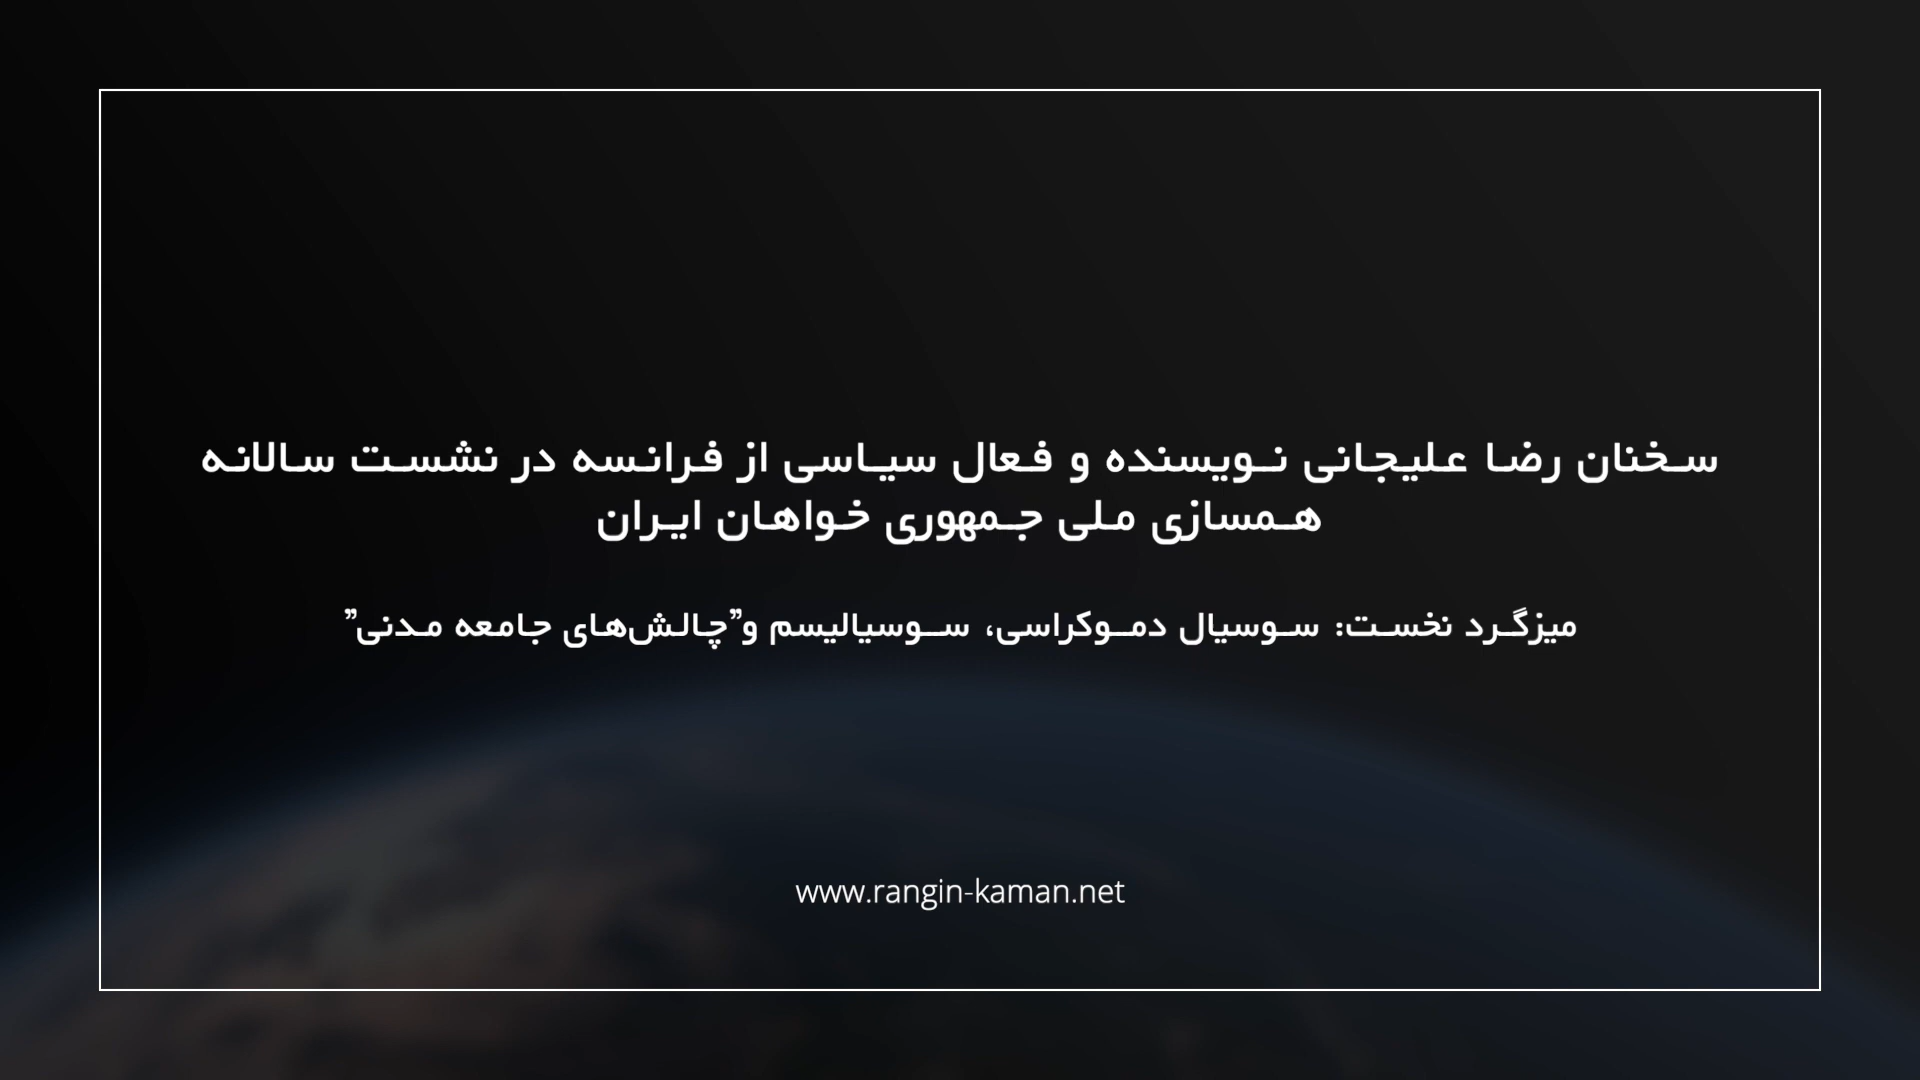 سخنان رضا علیجانی نویسنده و فعال سیاسی از فرانسه در نشست سالانه
همسازی ملی جمهوری خواهان ایران
میزگرد نخست: سوسیال دموکراسی، سوسیالیسم و”چالش‌های جامعه مدنی”
www.rangin-kaman.net